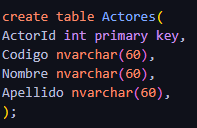 create table Actores(
ActorId int primary key,
Codigo nvarchar(60),
Nombre nvarchar(60),
Apellido nvarchar(60),
);